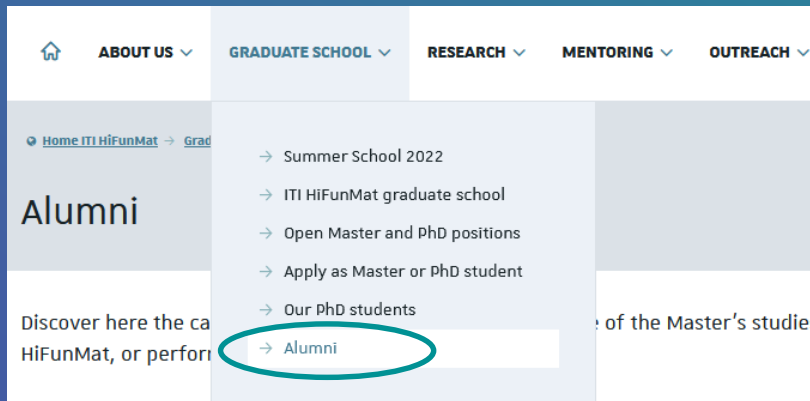 ABOUT US
GRADUATE SCHOOL
RESEARCH
MENTORING
OUTREACH
Home ITI HiFunMat → Grad
Alumni
→ Summer School 2022
→ ITI HiFunMat graduate school
→ Open Master and PhD positions
→ Apply as Master or PhD student
→ Our PhD students
→ Alumni
Discover here the ca
of the Master's studie
HiFunMat, or